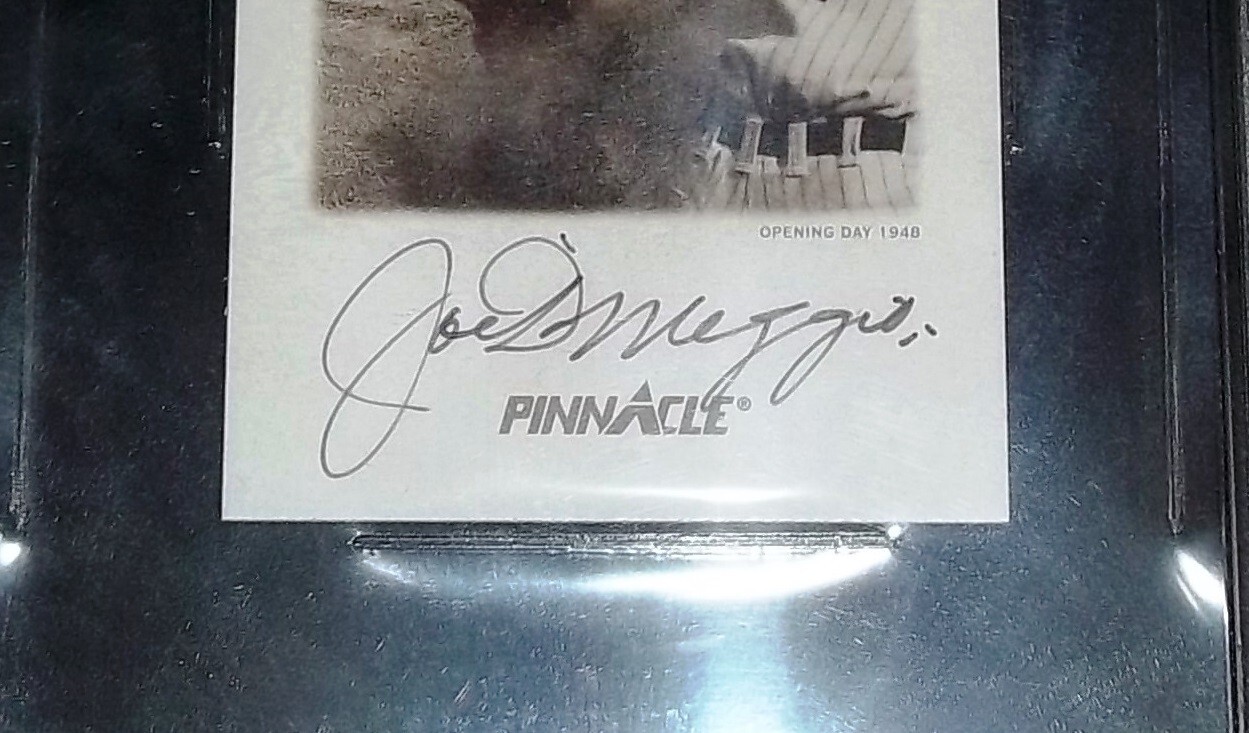 OPENING DAY 1948
Joe DiMaggio
PINNACLE®